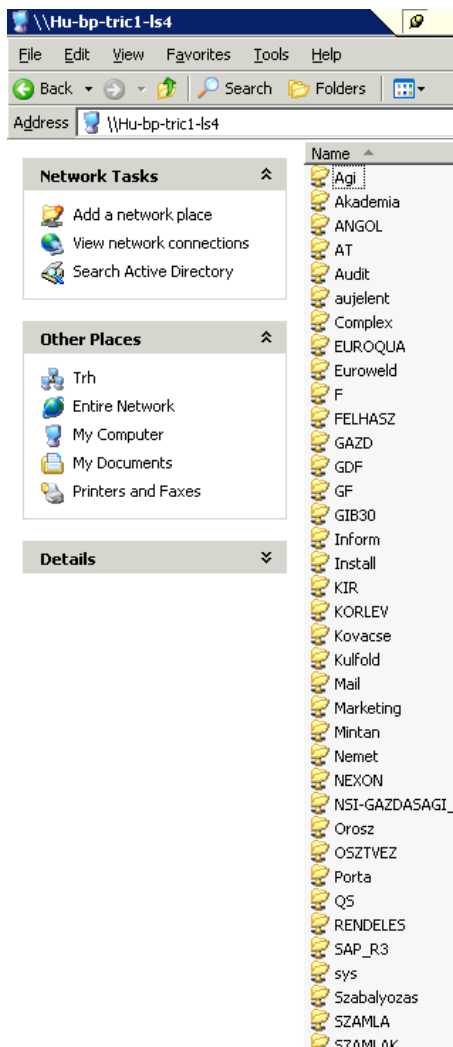 \\Hu-bp-tric1-ls4
File Edit View Favorites Tools Help
Back Search Folders
Address \\Hu-bp-tric1-ls4
Network Tasks
Add a network place
View network connections
Search Active Directory
Other Places
Trh
Entire Network
My Computer
My Documents
Printers and Faxes
Details
Name
Agi
Akademia
ANGOL
AT
Audit
aujelent
Complex
EUROQUA
Euroweld
F
FELHASZ
GAZD
GDF
GF
GIB30
Inform
Install
KIR
KORLEV
Kovacse
Kulfold
Mail
Marketing
Mintan
Nemet
NEXON
NSI-GAZDASAGI_
Orosz
OSZTVEZ
Porta
QS
RENDELES
SAP_R3
sys
Szabalyozas
SZAMLA
SZAMLAK